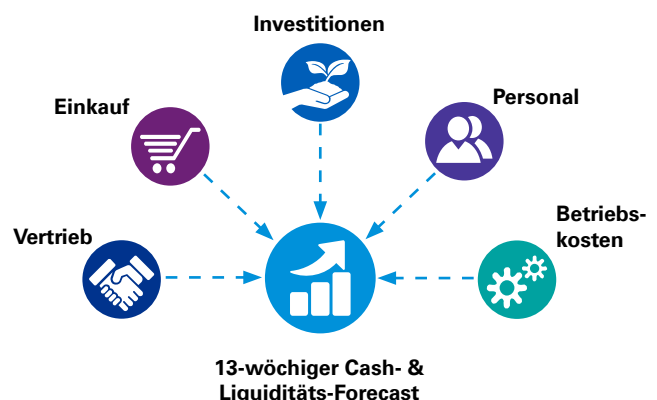 Investitionen
Einkauf
Personal
Vertrieb
Betriebs-
kosten
13-wöchiger Cash- &
Liquiditäts-Forecast